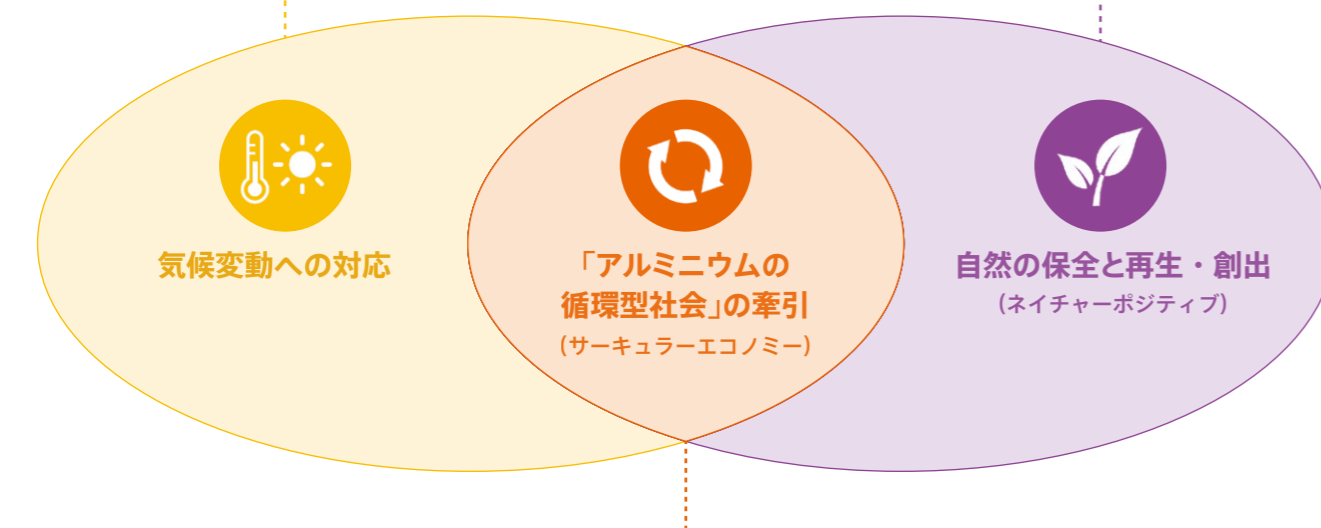 気候変動への対応
「アルミニウムの
循環型社会」の牽引
(サーキュラーエコノミー)
自然の保全と再生・創出
(ネイチャーポジティブ)